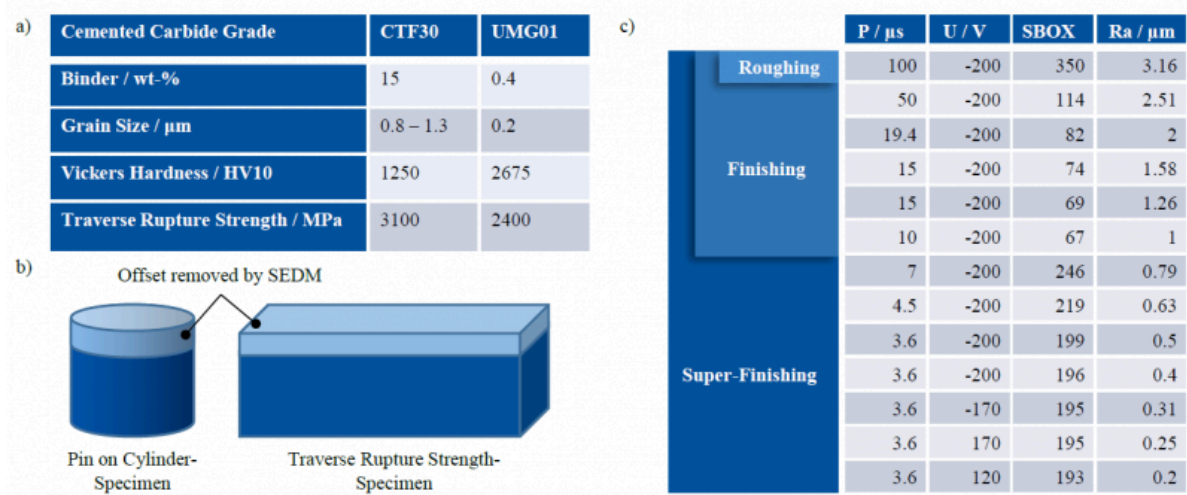 a)
Cemented Carbide Grade CTF30 UMG01
Binder / wt-% 15 0.4
Grain Size / µm 0.8 – 1.3 0.2
Vickers Hardness / HV10 1250 2675
Traverse Rupture Strength / MPa 3100 2400
b)
Offset removed by SEDM
Pin on Cylinder-
Specimen
Traverse Rupture Strength-
Specimen
c)
P / µs U / V SBOX Ra / µm
Roughing 100 -200 350 3.16
50 -200 114 2.51
19.4 -200 82 2
Finishing 15 -200 74 1.58
15 -200 69 1.26
10 -200 67 1
7 -200 246 0.79
4.5 -200 219 0.63
3.6 -200 199 0.5
Super-Finishing 3.6 -200 196 0.4
3.6 -170 195 0.31
3.6 170 195 0.25
3.6 120 193 0.2